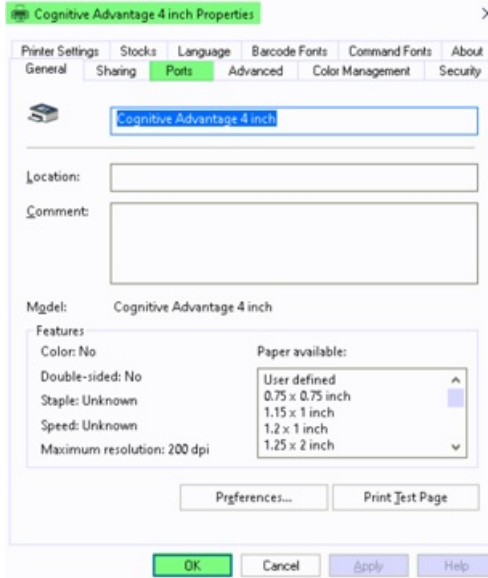 Cognitive Advantage 4 inch Properties
Printer Settings Stocks Language Barcode Fonts Command Fonts About
General Sharing Ports Advanced Color Management Security
Cognitive Advantage 4 inch
Location:
Comment:
Model: Cognitive Advantage 4 inch
Features
Color: No
Double-sided: No
Staple: Unknown
Speed: Unknown
Maximum resolution: 200 dpi
Paper available:
User defined
0.75 x 0.75 inch
1.15 x 1 inch
1.2 x 1 inch
1.25 x 2 inch
Preferences... Print Test Page
OK Cancel Apply Help